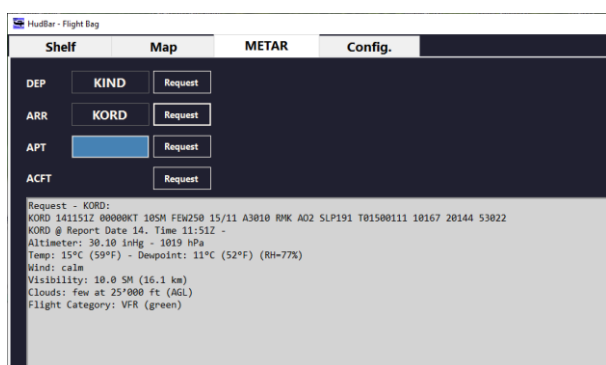 HudBar - Flight Bag
Shelf Map METAR Config.
DEP KIND Request
ARR KORD Request
APT Request
ACFT Request
Request - KORD:
KORD 141151Z 00000KT 10SM FEW250 15/11 A3010 RMK AO2 SLP191 T01500111 10167 20144 53022
KORD @ Report Date 14. Time 11:51Z -
Altimeter: 30.10 inHg - 1019 hPa
Temp: 15°C (59°F) - Dewpoint: 11°C (52°F) (RH=77%)
Wind: calm
Visibility: 10.0 SM (16.1 km)
Clouds: few at 25'000 ft (AGL)
Flight Category: VFR (green)